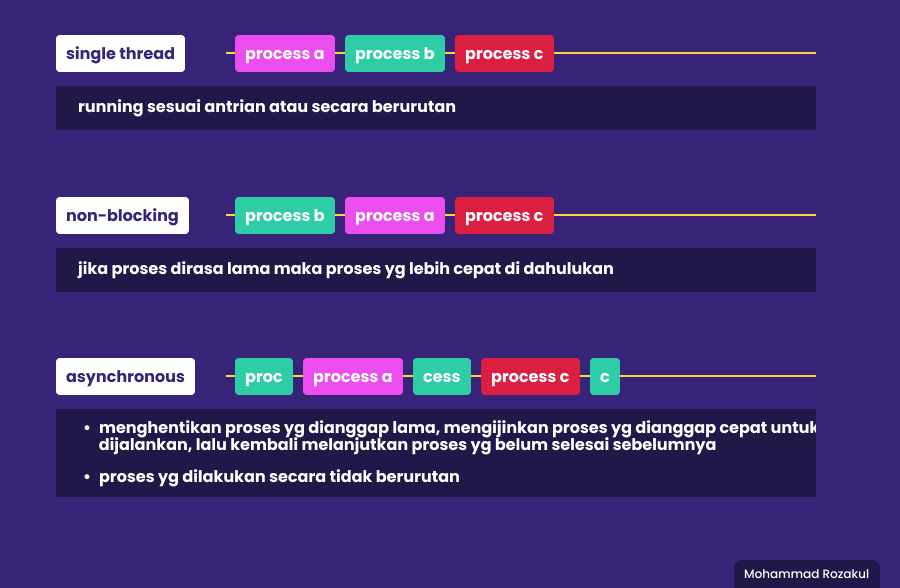 single thread process a process b process c
running sesuai antrian atau secara berurutan
non-blocking process b process a process c
jika proses dirasa lama maka proses yg lebih cepat di dahulukan
asynchronous proc process a cess process c c
• menghentikan proses yg dianggap lama, mengijinkan proses yg dianggap cepat untuk
dijalankan, lalu kembali melanjutkan proses yg belum selesai sebelumnya
• proses yg dilakukan secara tidak berurutan
Mohammad Rozakul